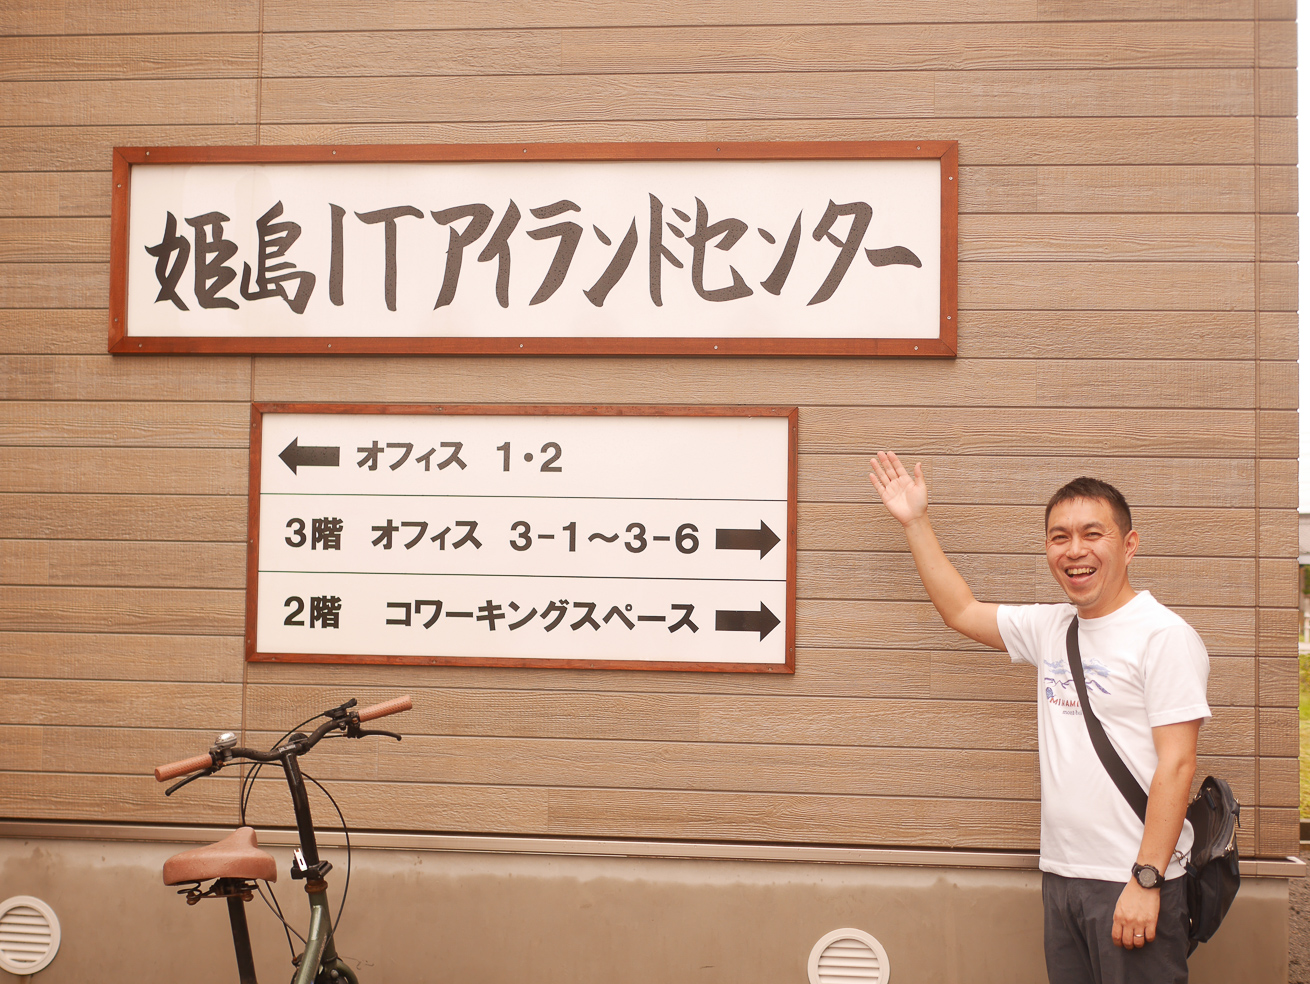 姫島ITアイランドセンター
← オフィス 1・2
3階 オフィス 3-1～3-6 →
2階 コワーキングスペース →